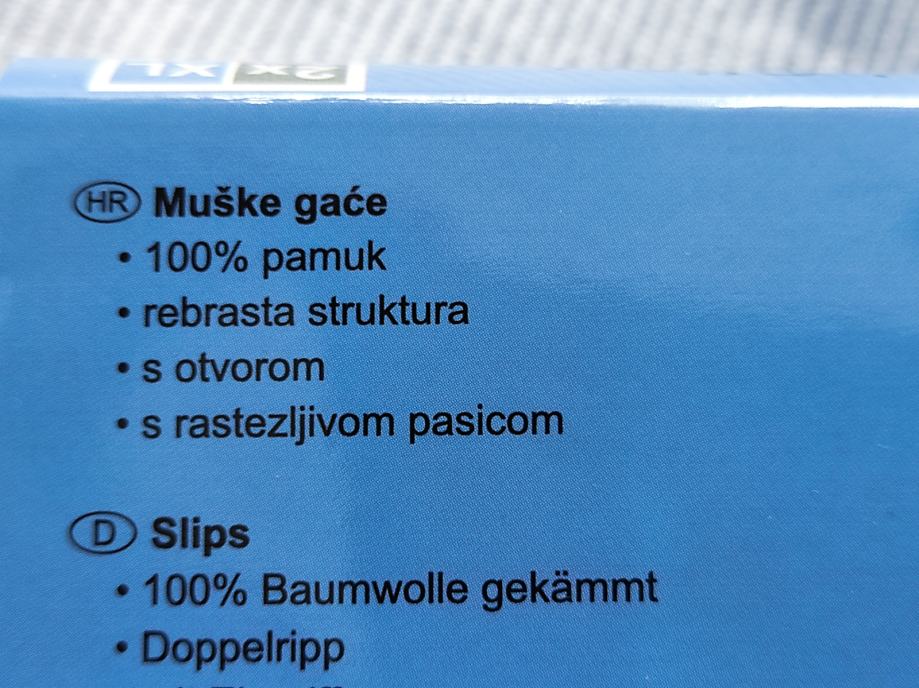 XL 2x
HR Muške gaće
• 100% pamuk
• rebrasta struktura
• s otvorom
• s rastezljivom pasicom
D Slips
• 100% Baumwolle gekämmt
• Doppelripp